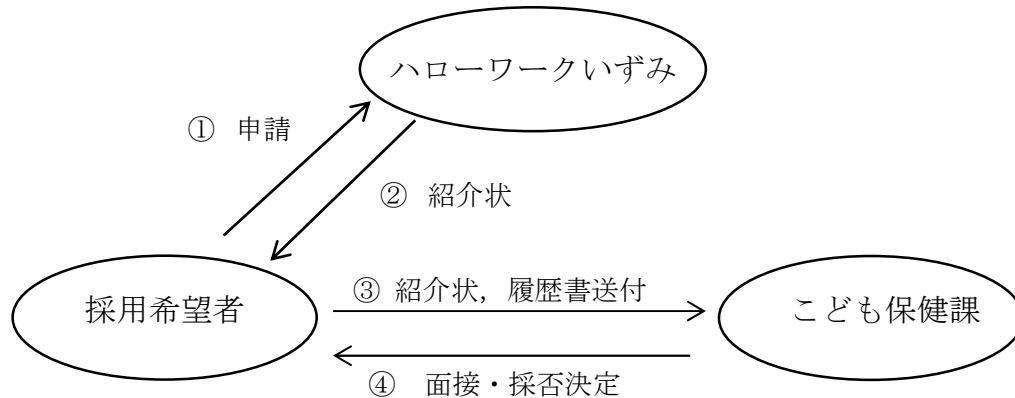 ハローワークいずみ
① 申請
② 紹介状
採用希望者
③ 紹介状，履歴書送付
こども保健課
④ 面接・採否決定